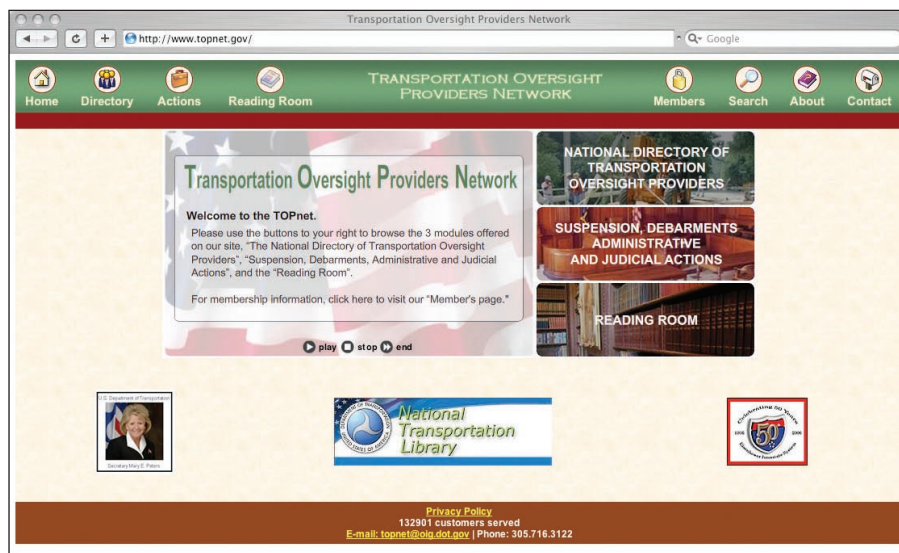 Transportation Oversight Providers Network
http://www.topnet.gov/
Google
Home
Directory
Actions
Reading Room
TRANSPORTATION OVERSIGHT
PROVIDERS NETWORK
Members
Search
About
Contact
Transportation Oversight Providers Network
Welcome to the TOPnet.
Please use the buttons to your right to browse the 3 modules offered
on our site, "The National Directory of Transportation Oversight
Providers", "Suspension, Debarments, Administrative and Judicial
Actions", and the "Reading Room".
For membership information, click here to visit our "Member's page."
play stop end
NATIONAL DIRECTORY OF
TRANSPORTATION
OVERSIGHT PROVIDERS
SUSPENSION, DEBARMENTS
ADMINISTRATIVE
AND JUDICIAL ACTIONS
READING ROOM
U.S. Department of Transportation
Secretary Mary E. Peters
National
Transportation
Library
Celebrating 50 Years
50
Eisenhower Interstate System
Privacy Policy
132901 customers served
E-mail: topnet@oig.dot.gov | Phone: 305.716.3122